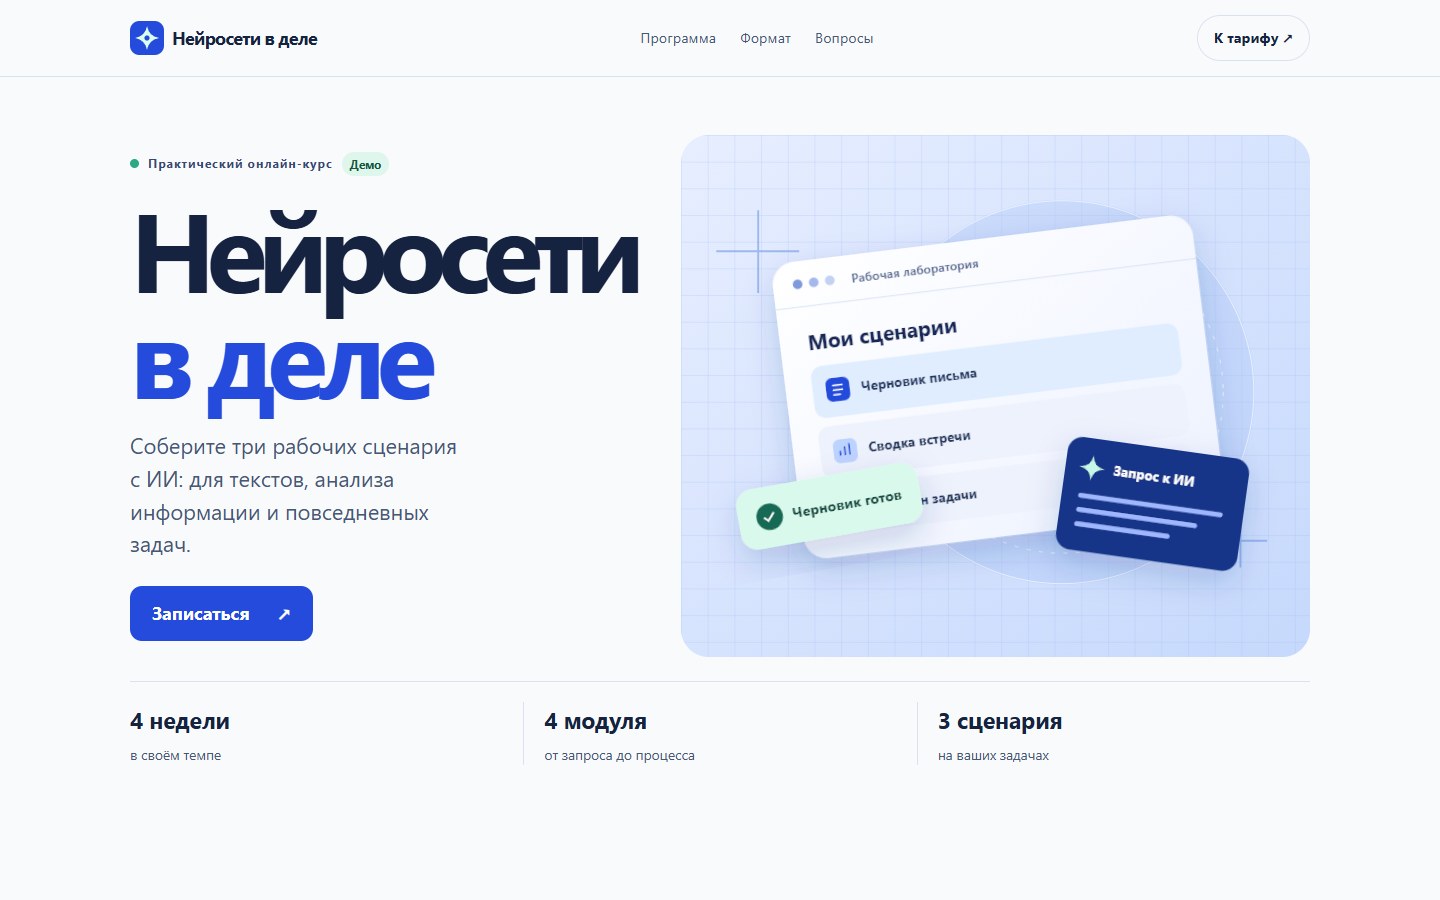 Нейросети в деле
Программа
Формат
Вопросы
К тарифу ↗
Практический онлайн-курс
Демо
Нейросети
в деле
Соберите три рабочих сценария
с ИИ: для текстов, анализа
информации и повседневных
задач.
Записаться ↗
Рабочая лаборатория
Мои сценарии
Черновик письма
Сводка встречи
задачи
Черновик готов
Запрос к ИИ
4 недели
в своём темпе
4 модуля
от запроса до процесса
3 сценария
на ваших задачах